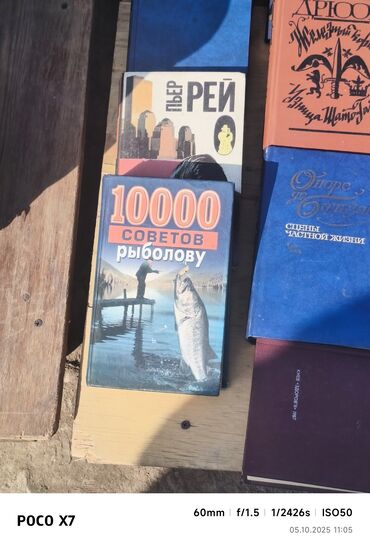 ПЬЕР
РЕЙ
10000
СОВЕТОВ
рыболову
ДРЮОН
Железный король
Узница Шато-Гайара
Оноре
де Бальзак
СЦЕНЫ
ЧАСТНОЙ ЖИЗНИ
POCO X7
60mm | f/1.5 | 1/2426s | ISO50
05.10.2025 11:05